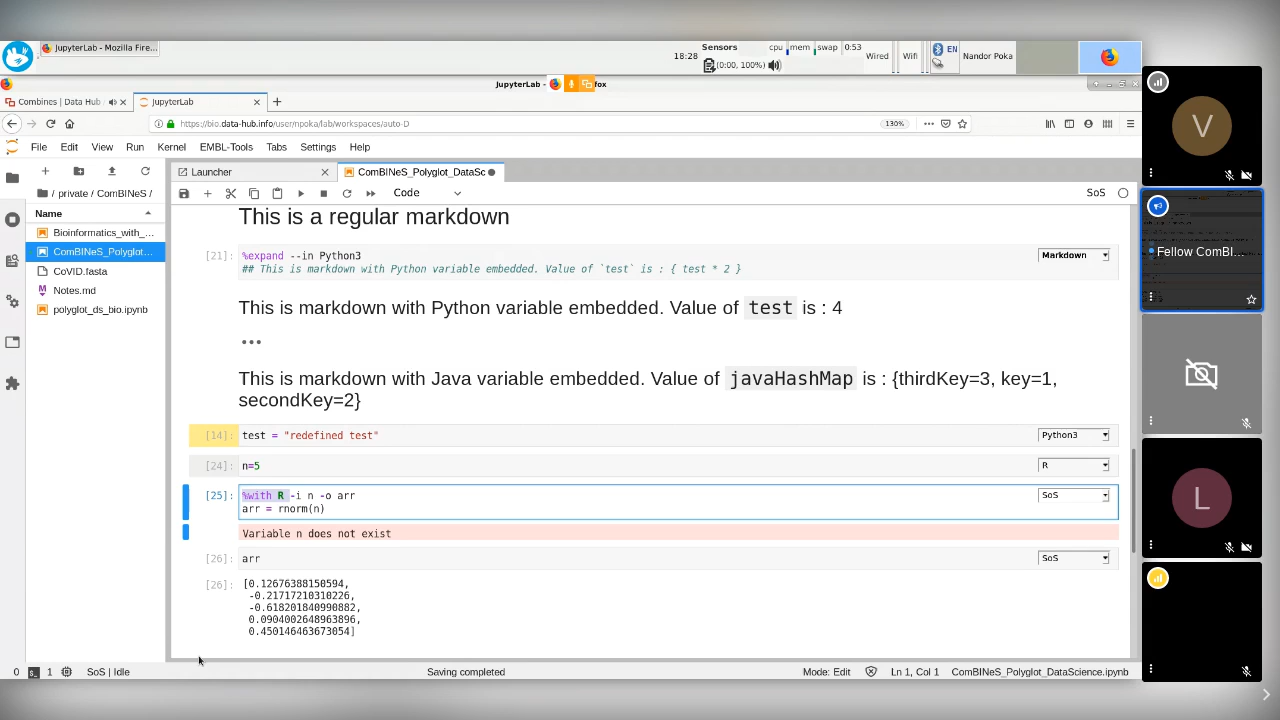 JupyterLab - Mozilla Fire...
18:28
Sensors
cpu
mem
swap
0:53
(0:00, 100%)
Wired
Wifi
EN
Nandor Poka
JupyterLab -
fox
Combines | Data Hub
JupyterLab
https://bio.data-hub.info/user/npoka/lab/workspaces/auto-D
130%
File Edit View Run Kernel EMBL-Tools Tabs Settings Help
/ private / ComBINeS /
Name
Bioinformatics_with_...
ComBINeS_Polyglot...
CoVID.fasta
Notes.md
polyglot_ds_bio.ipynb
Launcher
ComBINeS_Polyglot_DataSc
Code
SoS
This is a regular markdown
[21]: %expand --in Python3
## This is markdown with Python variable embedded. Value of `test` is : { test * 2 }
Markdown
This is markdown with Python variable embedded. Value of test is : 4
•••
This is markdown with Java variable embedded. Value of javaHashMap is : {thirdKey=3, key=1,
secondKey=2}
[14]: test = "redefined test"
Python3
[24]: n=5
R
[25]: %with R -i n -o arr
arr = rnorm(n)
SoS
Variable n does not exist
[26]: arr
SoS
[26]: [0.12676388150594,
-0.21717210310226,
-0.618201840990882,
0.0904002648963896,
0.450146463673054]
0
1
SoS | Idle
Saving completed
Mode: Edit
Ln 1, Col 1
ComBINeS_Polyglot_DataScience.ipynb
V
Fellow ComBI...
L